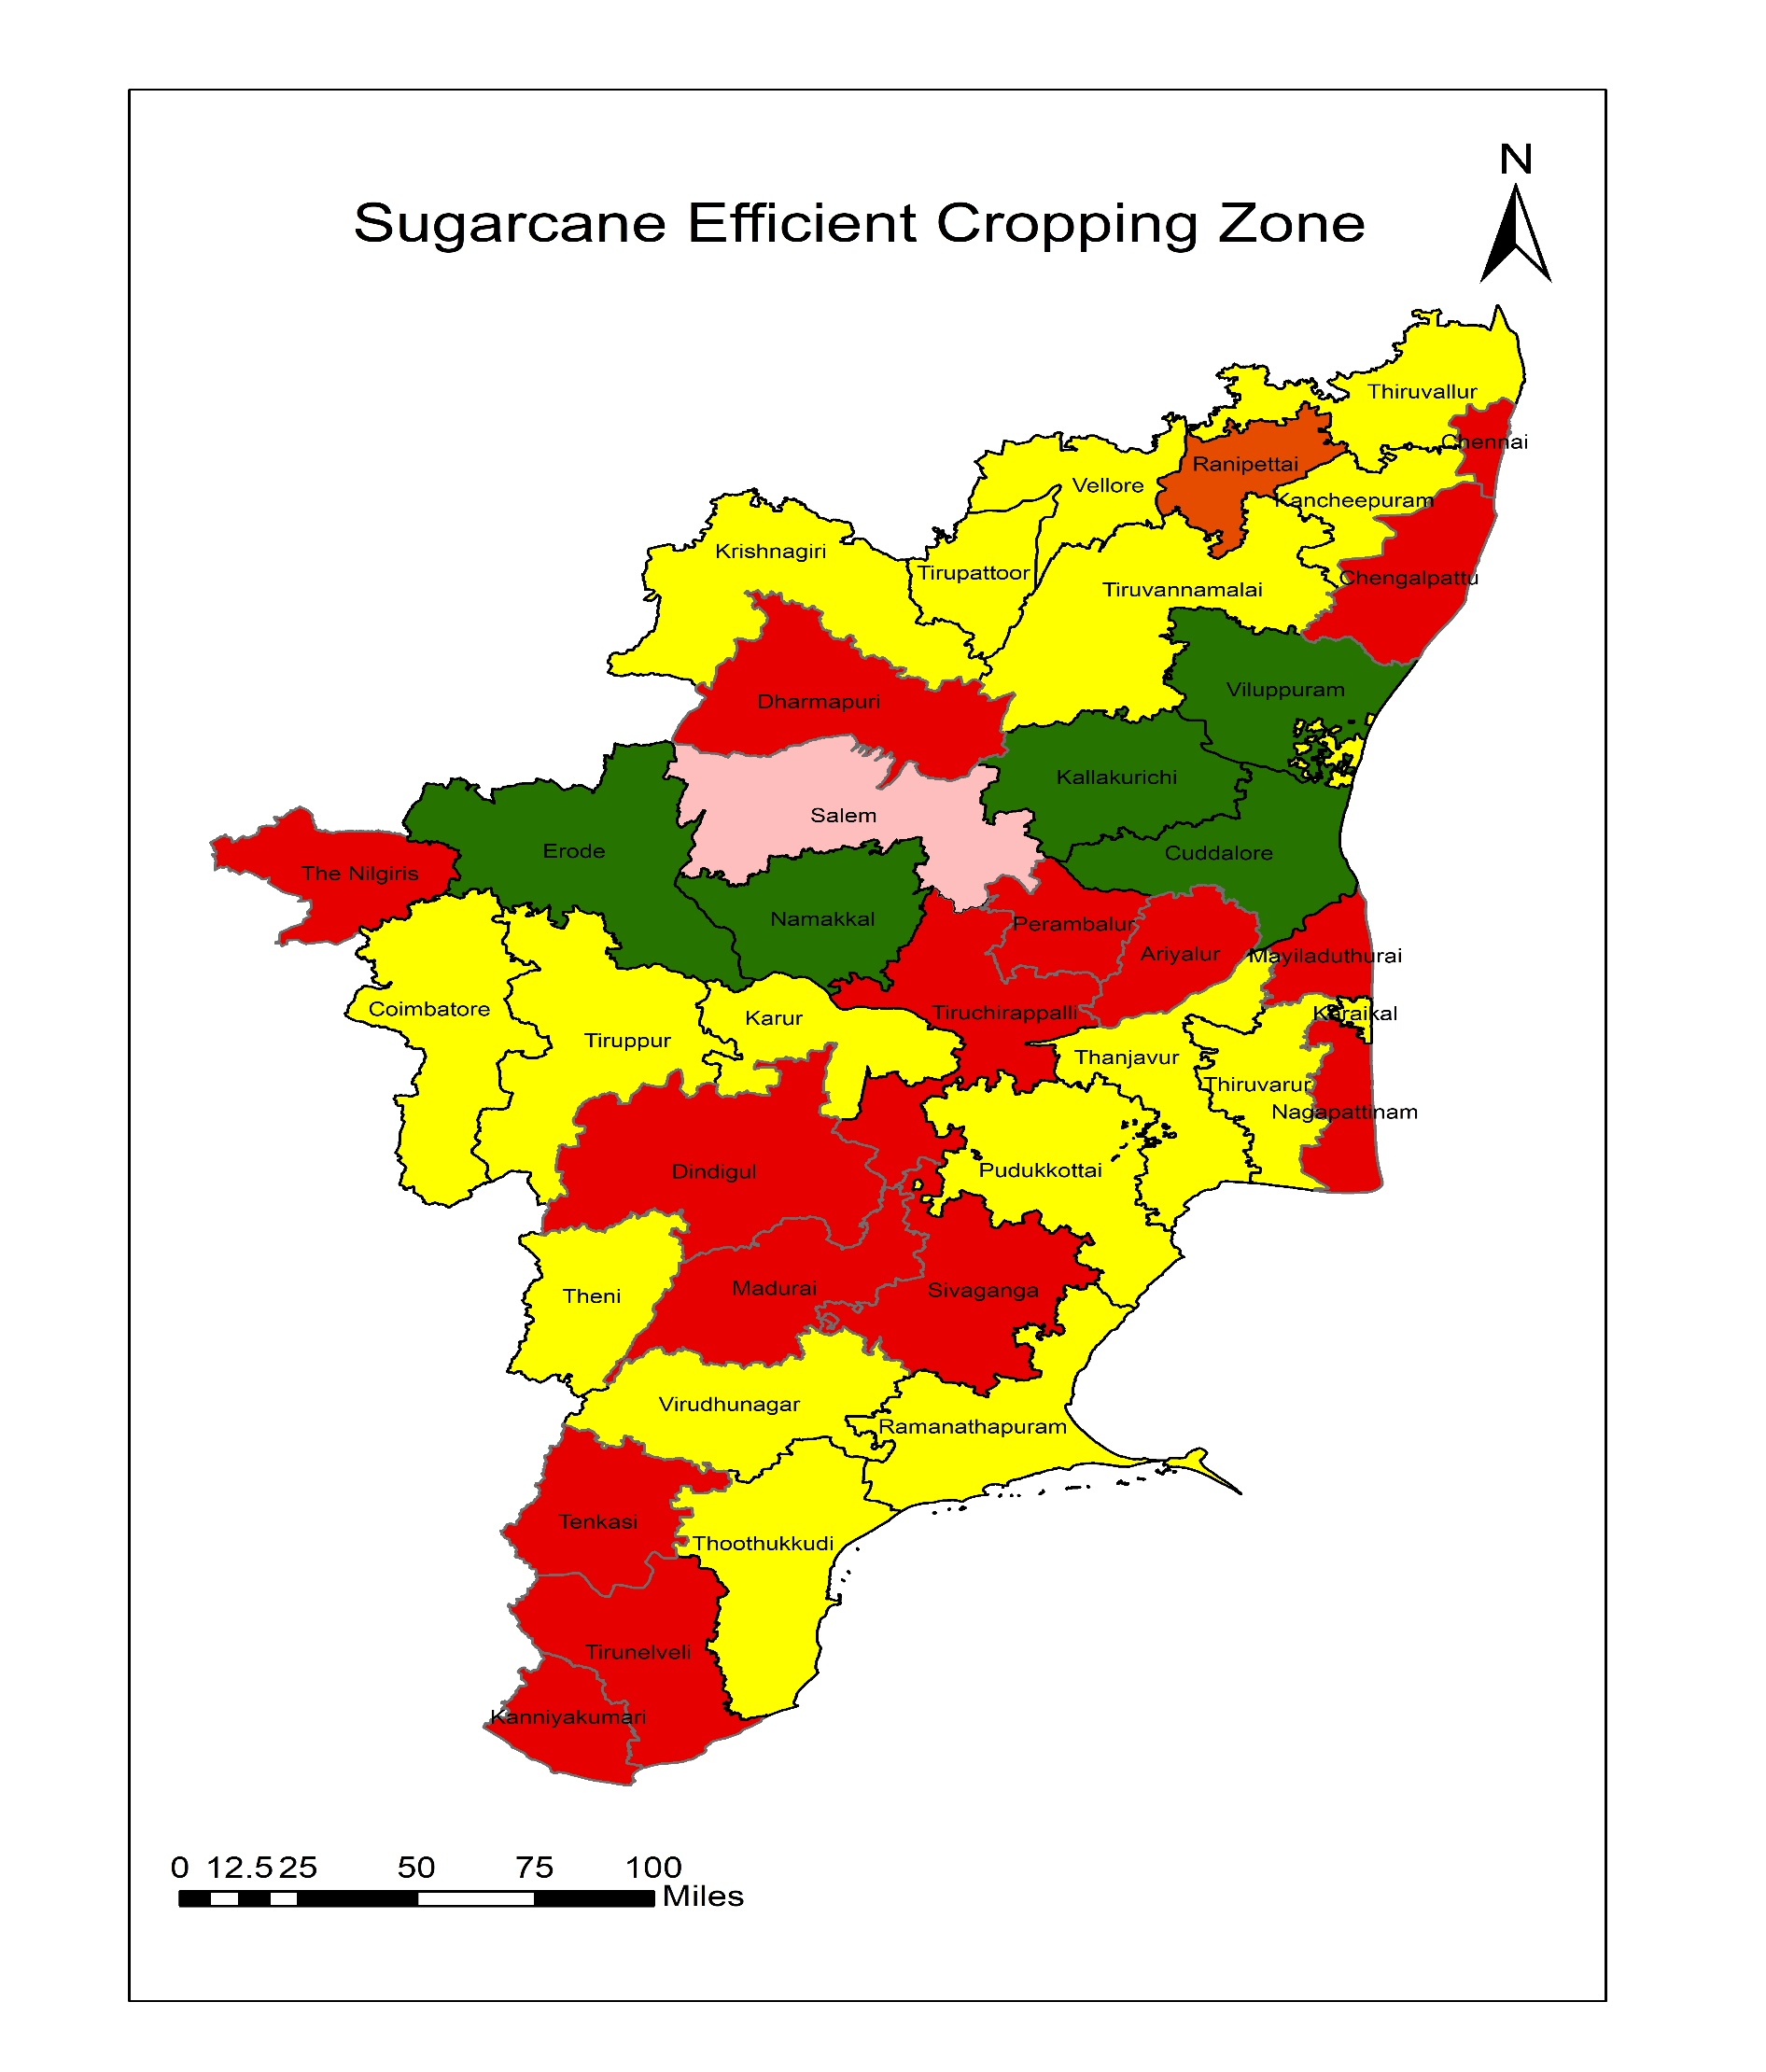 N
Sugarcane Efficient Cropping Zone
Thiruvallur
Chennai
Ranipettai
Vellore
Kancheepuram
Krishnagiri
Tirupattoor
Chengalpattu
Tiruvannamalai
Viluppuram
Dharmapuri
Kallakurichi
Salem
Erode
Cuddalore
The Nilgiris
Namakkal
Perambalur
Ariyalur
Mayiladuthurai
Coimbatore
Karur
Tiruchirappalli
Karaikal
Tiruppur
Thanjavur
Thiruvarur
Nagapattinam
Dindigul
Pudukkottai
Madurai
Sivaganga
Theni
Virudhunagar
Ramanathapuram
Tenkasi
Thoothukkudi
Tirunelveli
Kanniyakumari
0 12.5 25 50 75 100
Miles